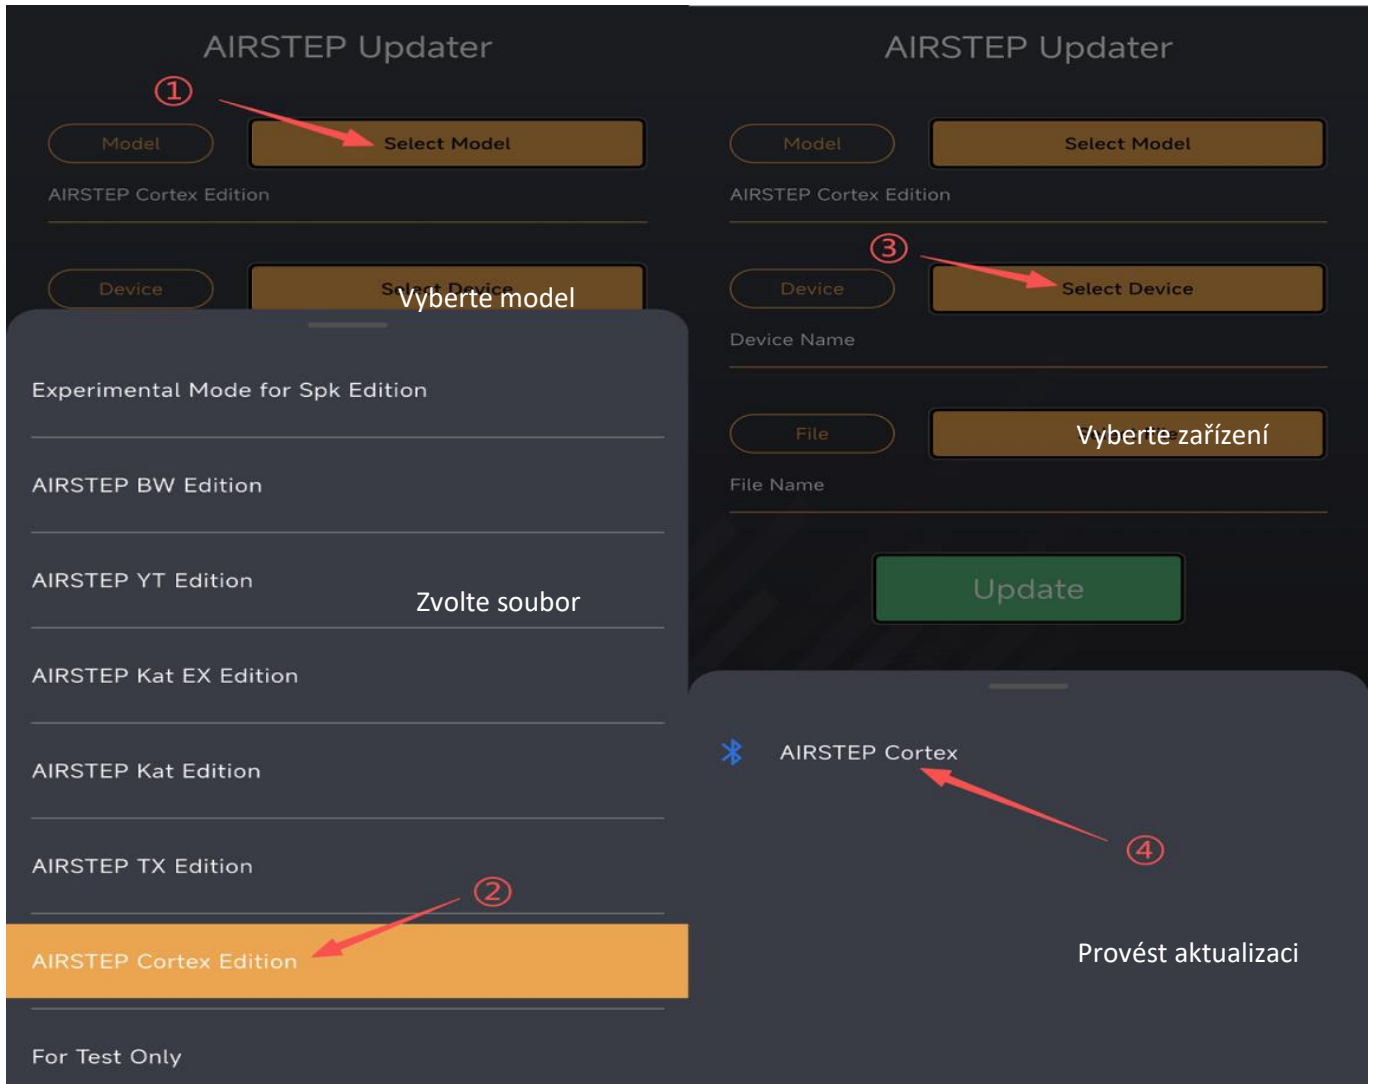 AIRSTEP Updater
①
Model
Select Model
AIRSTEP Cortex Edition
Device
Select Device
Vyberte model
Experimental Mode for Spk Edition
AIRSTEP BW Edition
AIRSTEP YT Edition
Zvolte soubor
AIRSTEP Kat EX Edition
AIRSTEP Kat Edition
AIRSTEP TX Edition
②
AIRSTEP Cortex Edition
For Test Only
AIRSTEP Updater
Model
Select Model
AIRSTEP Cortex Edition
③
Device
Select Device
Device Name
File
Vyberte zařízení
File Name
Update
AIRSTEP Cortex
④
Provést aktualizaci